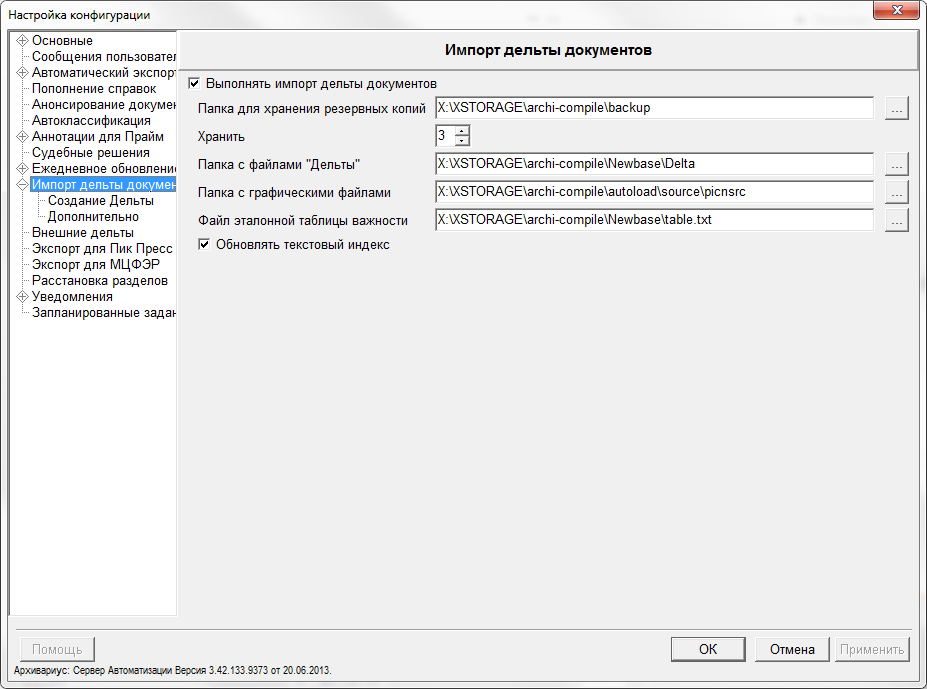 Настройка конфигурации
Основные
Сообщения пользовател
Автоматический экспорт
Пополнение справок
Анонсирование докумен
Автоклассификация
Аннотации для Прайм
Судебные решения
Ежедневное обновление
Импорт дельты докумен
Создание Дельты
Дополнительно
Внешние дельты
Экспорт для Пик Пресс
Экспорт для МЦФЭР
Расстановка разделов
Уведомления
Запланированные задан
Импорт дельты документов
Выполнять импорт дельты документов
Папка для хранения резервных копий X:\XSTORAGE\archi-compile\backup ...
Хранить 3
Папка с файлами "Дельты" X:\XSTORAGE\archi-compile\Newbase\Delta ...
Папка с графическими файлами X:\XSTORAGE\archi-compile\autoload\source\picnsrc ...
Файл эталонной таблицы важности X:\XSTORAGE\archi-compile\Newbase\table.txt ...
Обновлять текстовый индекс
Помощь OK Отмена Применить
Архивариус: Сервер Автоматизации Версия 3.42.133.9373 от 20.06.2013.